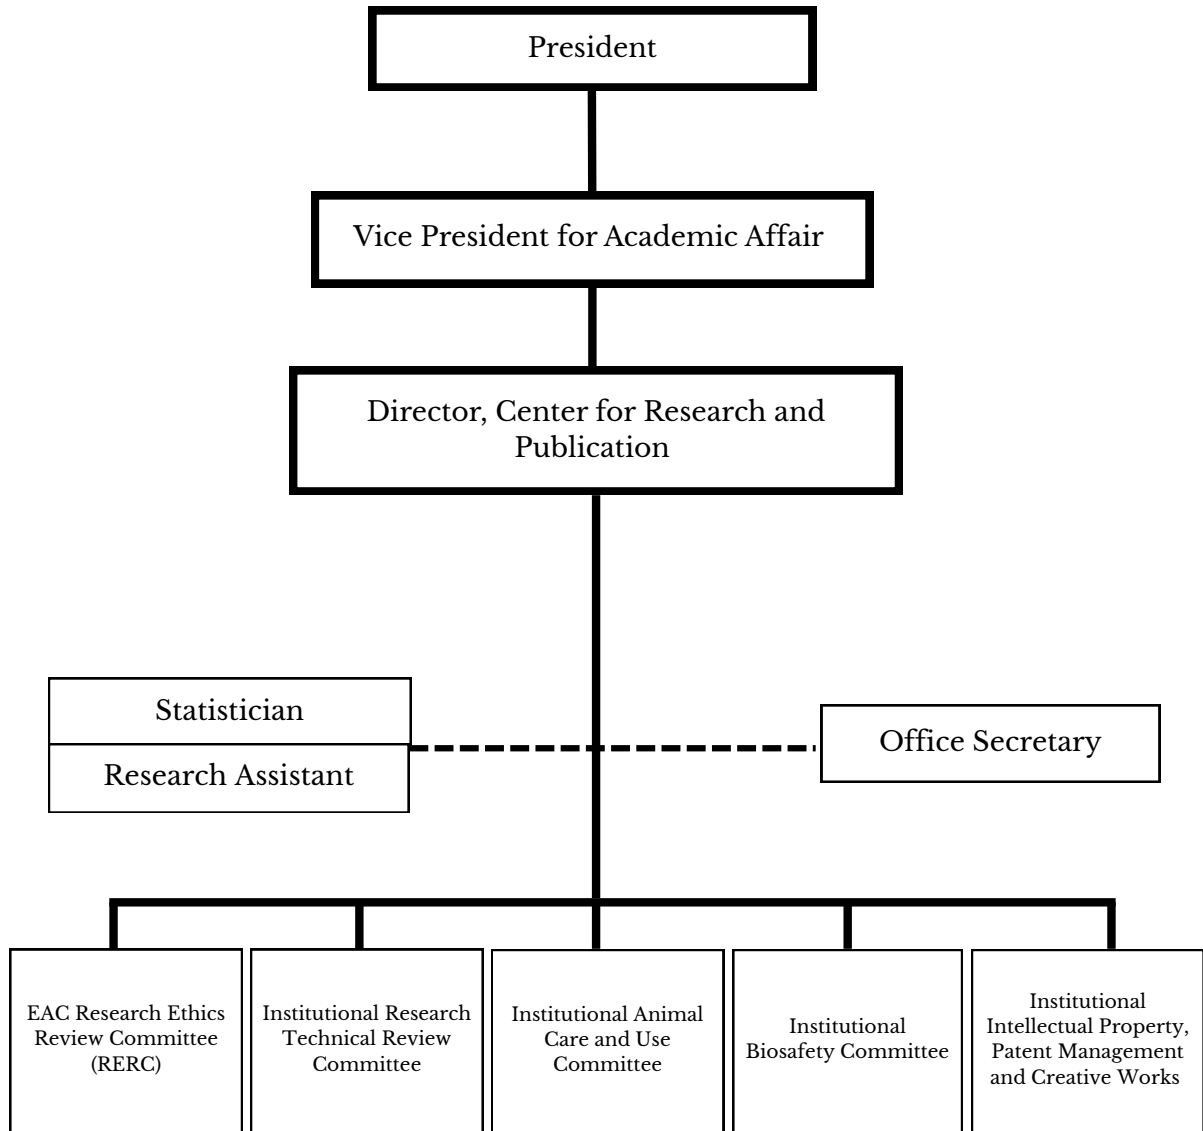 President
Vice President for Academic Affair
Director, Center for Research and
Publication
Statistician
Research Assistant
Office Secretary
EAC Research Ethics
Review Committee
(RERC)
Institutional Research
Technical Review
Committee
Institutional Animal
Care and Use
Committee
Institutional
Biosafety Committee
Institutional
Intellectual Property,
Patent Management
and Creative Works